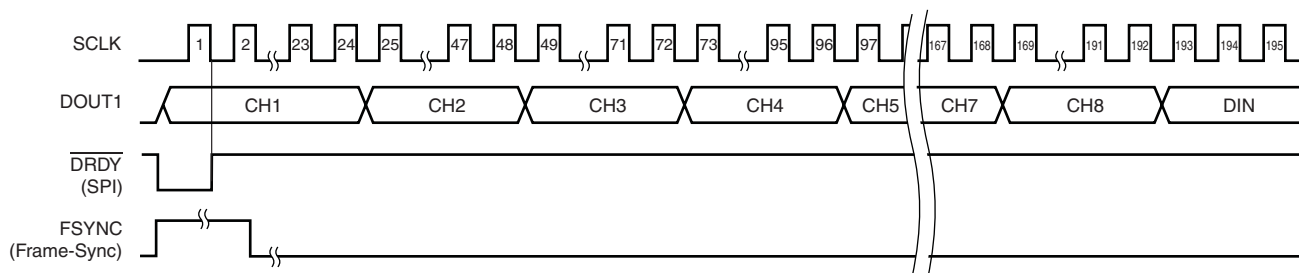 SCLK 1 2 23 24 25 47 48 49 71 72 73 95 96 97 167 168 169 191 192 193 194 195
DOUT1 CH1 CH2 CH3 CH4 CH5 CH7 CH8 DIN
DRDY
(SPI)
FSYNC
(Frame-Sync)